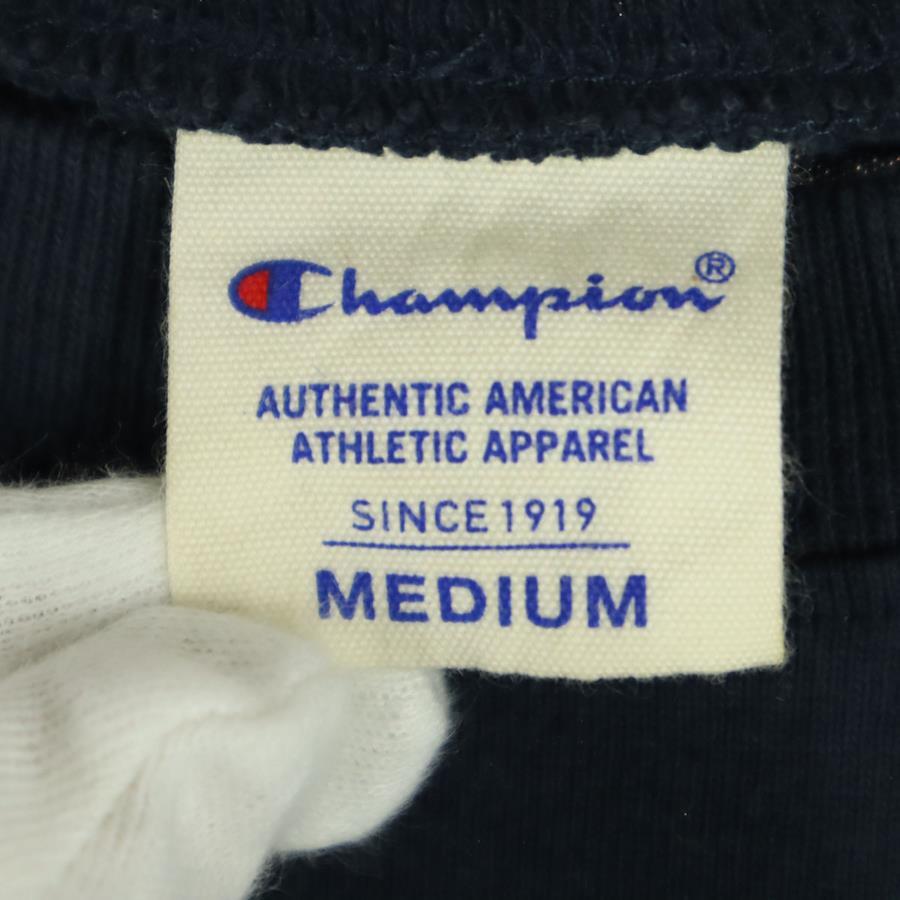 Champion®
AUTHENTIC AMERICAN
ATHLETIC APPAREL
SINCE 1919
MEDIUM